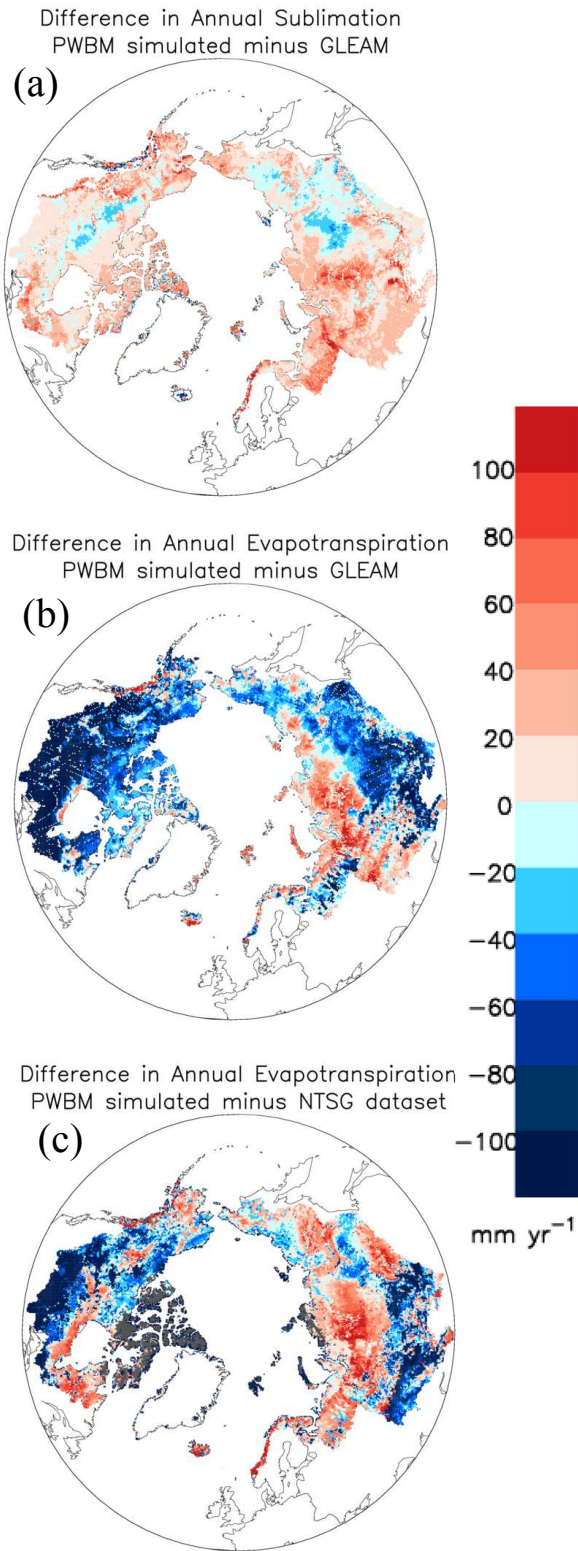 Difference in Annual Sublimation
PWBM simulated minus GLEAM
(a)
Difference in Annual Evapotranspiration
PWBM simulated minus GLEAM
(b)
Difference in Annual Evapotranspiration
PWBM simulated minus NTSG dataset
(c)
100
80
60
40
20
0
−20
−40
−60
−80
−100
mm yr⁻¹